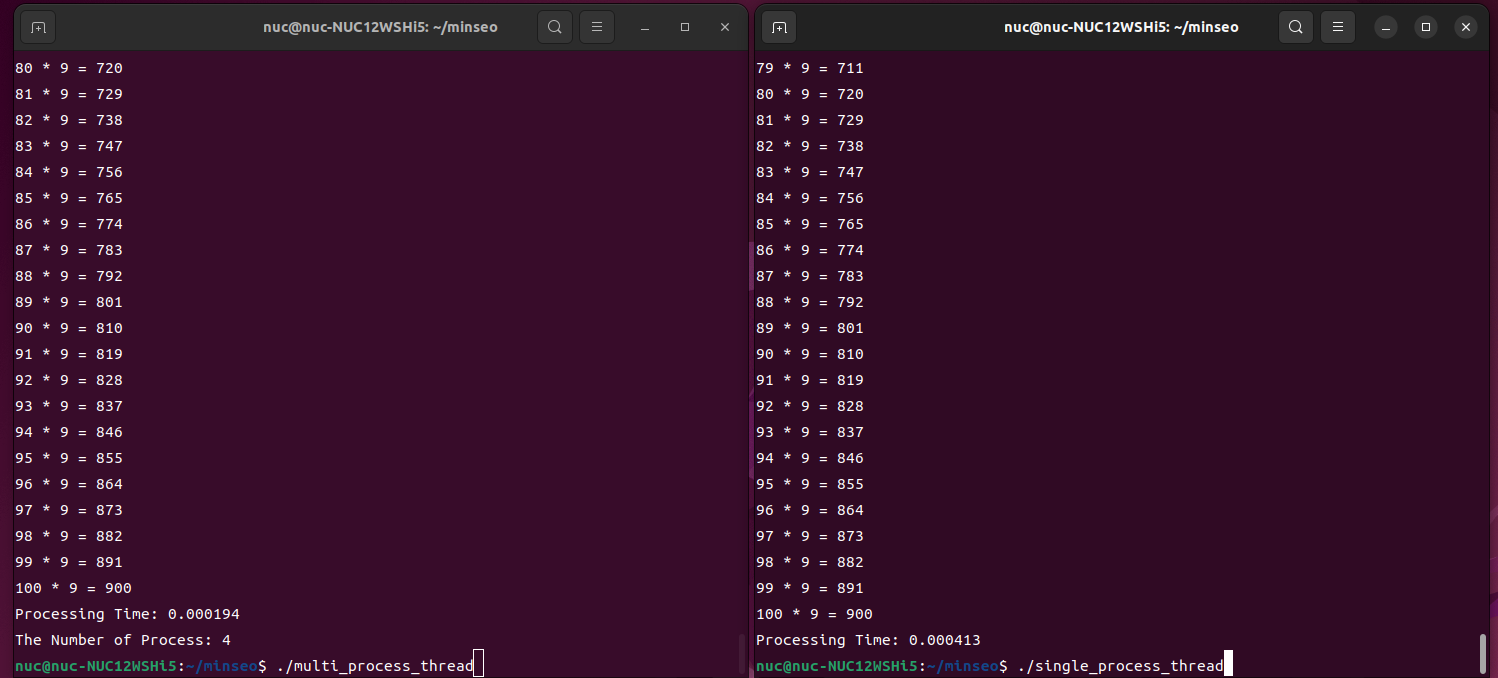 nuc@nuc-NUC12WSHi5: ~/minseo
80 * 9 = 720
81 * 9 = 729
82 * 9 = 738
83 * 9 = 747
84 * 9 = 756
85 * 9 = 765
86 * 9 = 774
87 * 9 = 783
88 * 9 = 792
89 * 9 = 801
90 * 9 = 810
91 * 9 = 819
92 * 9 = 828
93 * 9 = 837
94 * 9 = 846
95 * 9 = 855
96 * 9 = 864
97 * 9 = 873
98 * 9 = 882
99 * 9 = 891
100 * 9 = 900
Processing Time: 0.000194
The Number of Process: 4
nuc@nuc-NUC12WSHi5:~/minseo$ ./multi_process_thread
nuc@nuc-NUC12WSHi5: ~/minseo
79 * 9 = 711
80 * 9 = 720
81 * 9 = 729
82 * 9 = 738
83 * 9 = 747
84 * 9 = 756
85 * 9 = 765
86 * 9 = 774
87 * 9 = 783
88 * 9 = 792
89 * 9 = 801
90 * 9 = 810
91 * 9 = 819
92 * 9 = 828
93 * 9 = 837
94 * 9 = 846
95 * 9 = 855
96 * 9 = 864
97 * 9 = 873
98 * 9 = 882
99 * 9 = 891
100 * 9 = 900
Processing Time: 0.000413
nuc@nuc-NUC12WSHi5:~/minseo$ ./single_process_thread